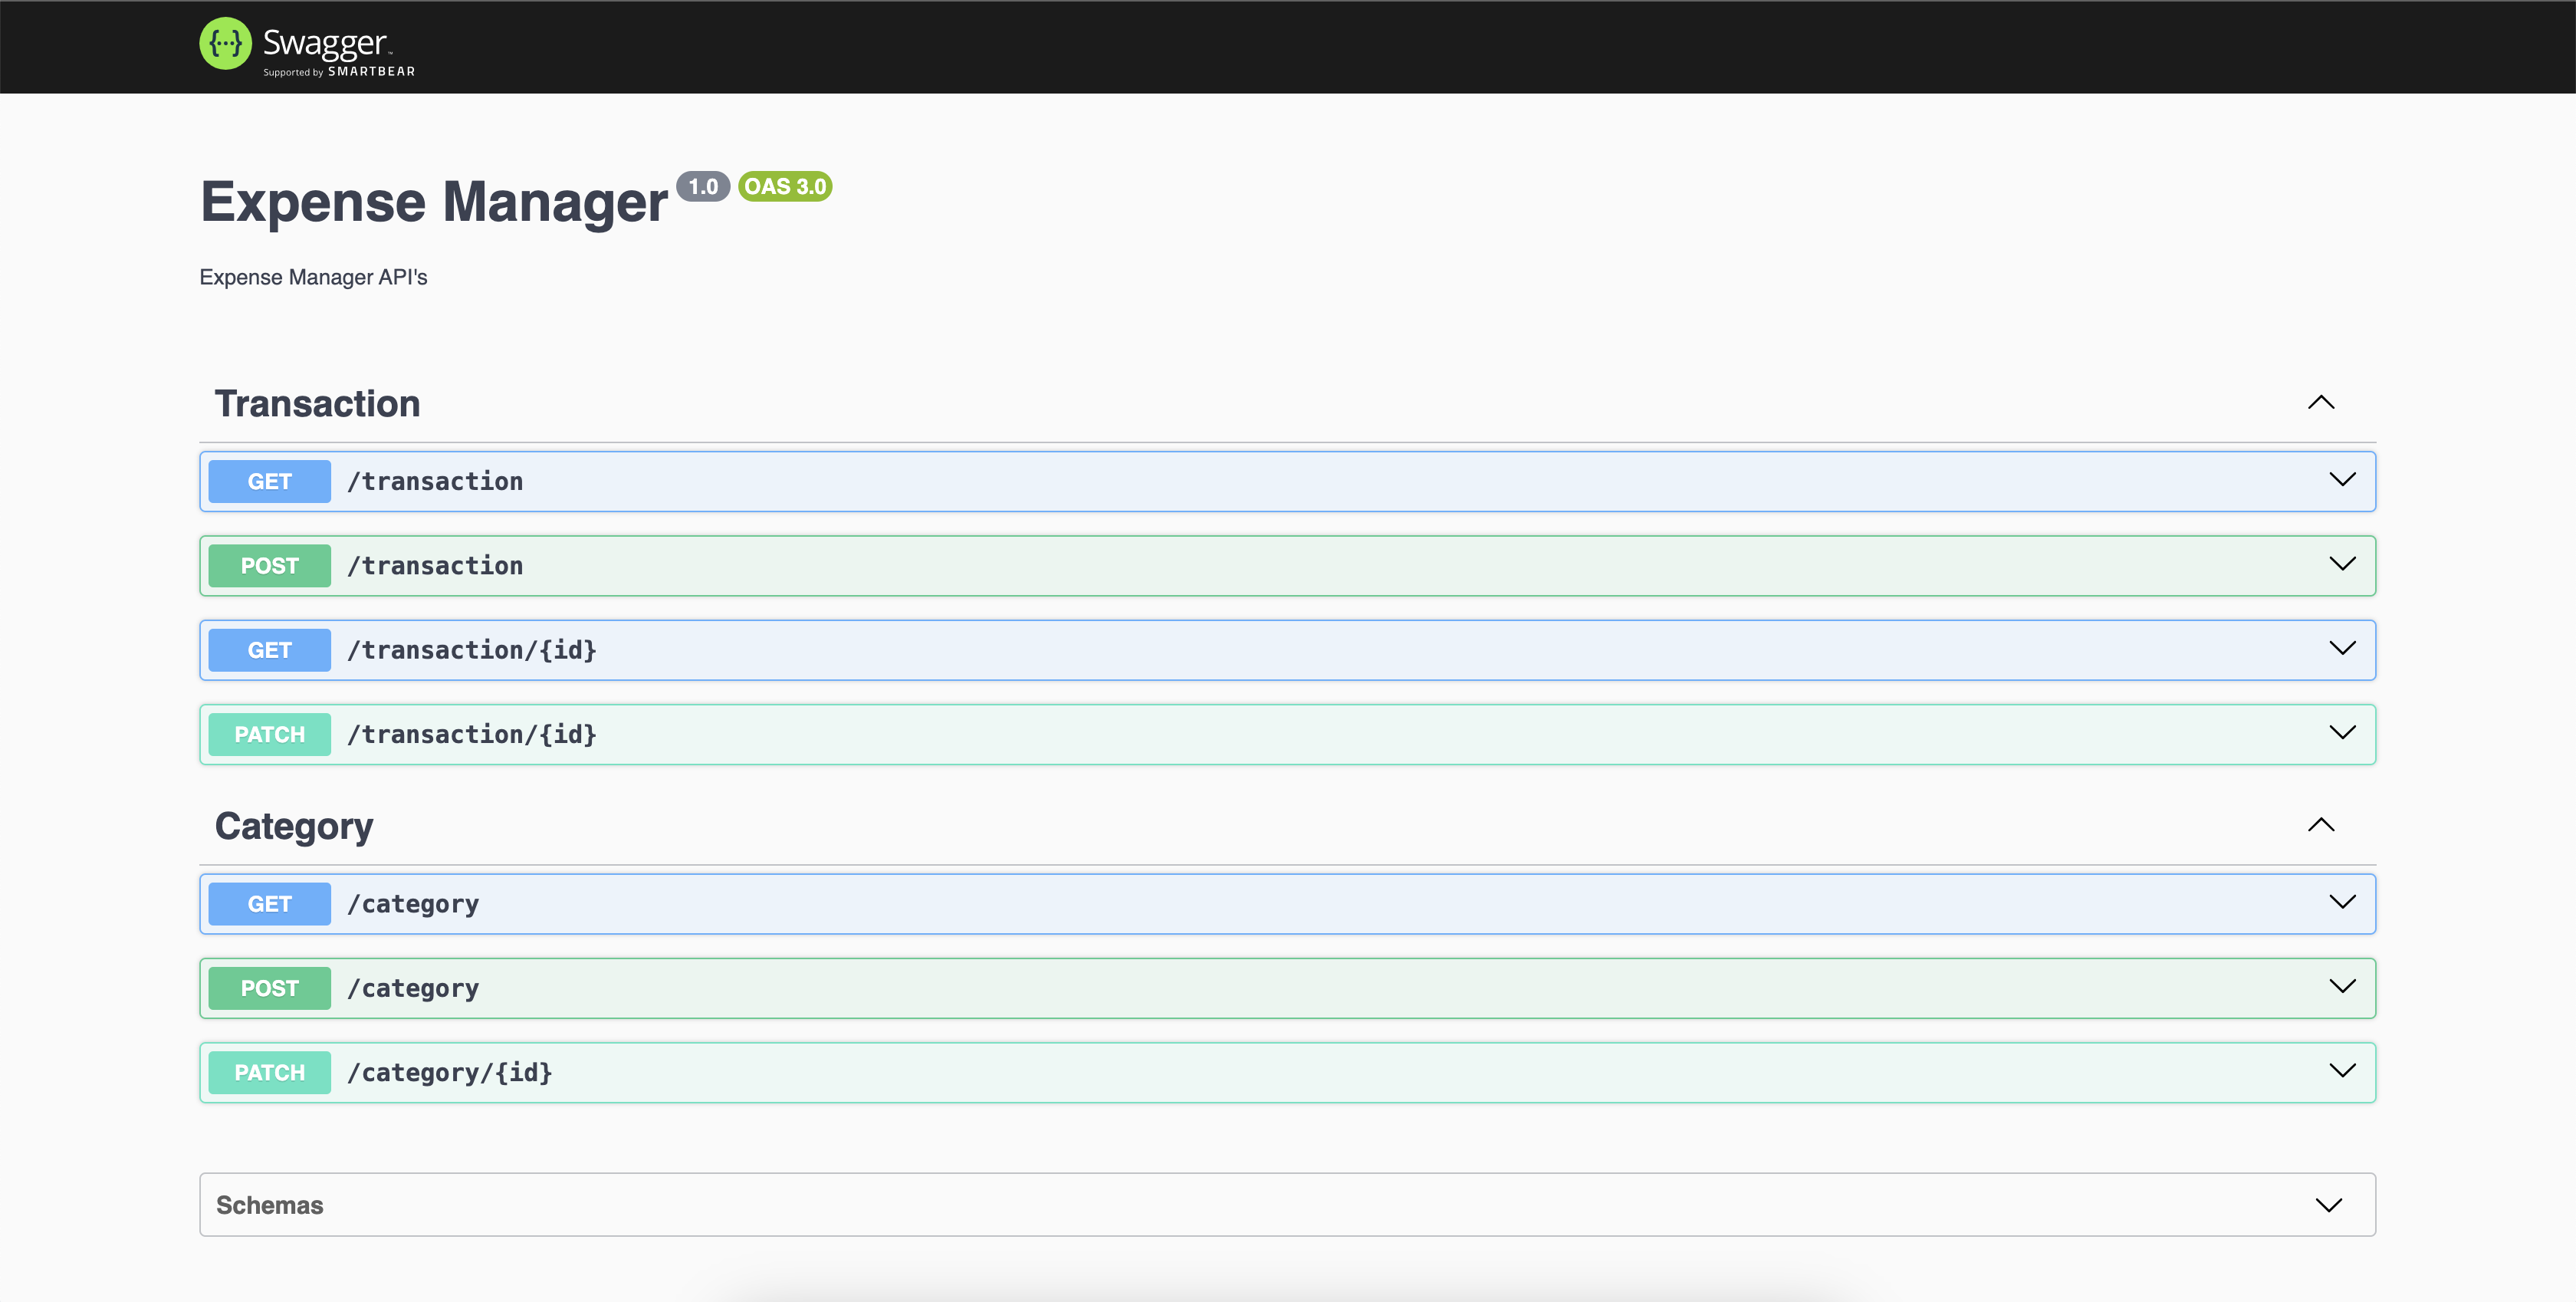 {...} Swagger™
Supported by SMARTBEAR
Expense Manager 1.0 OAS 3.0
Expense Manager API's
Transaction
GET /transaction
POST /transaction
GET /transaction/{id}
PATCH /transaction/{id}
Category
GET /category
POST /category
PATCH /category/{id}
Schemas